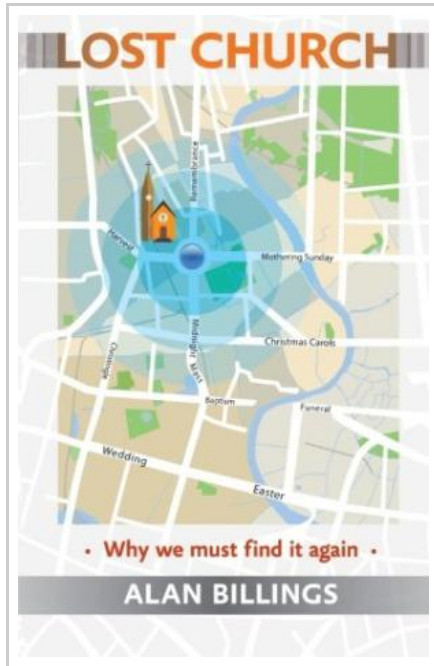 LOST CHURCH
Remembrance
Harvest
Mothering Sunday
Midnight Mass
Christmas Carols
Christingle
Baptism
Funeral
Wedding
Easter
• Why we must find it again •
ALAN BILLINGS